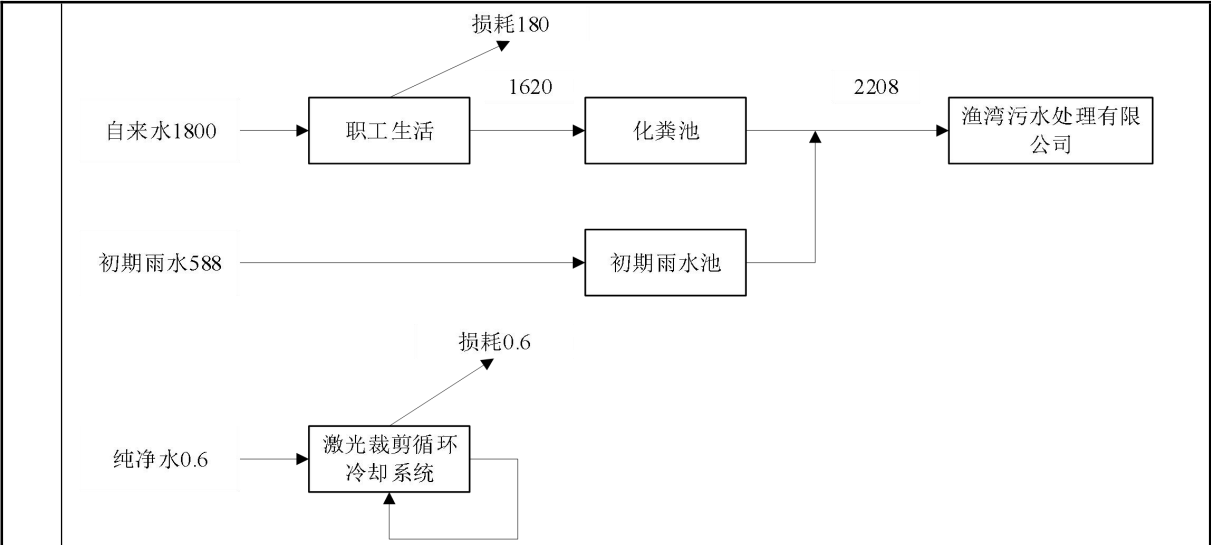 损耗180
1620
2208
自来水1800
职工生活
化粪池
渔湾污水处理有限
公司
初期雨水588
初期雨水池
损耗0.6
纯净水0.6
激光裁剪循环
冷却系统